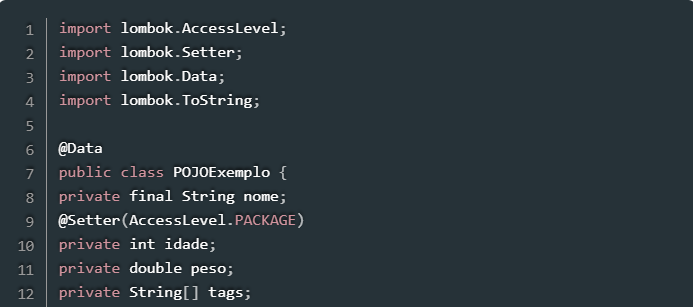 1 import lombok.AccessLevel;
2 import lombok.Setter;
3 import lombok.Data;
4 import lombok.ToString;
5
6 @Data
7 public class POJOExemplo {
8 private final String nome;
9 @Setter(AccessLevel.PACKAGE)
10 private int idade;
11 private double peso;
12 private String[] tags;